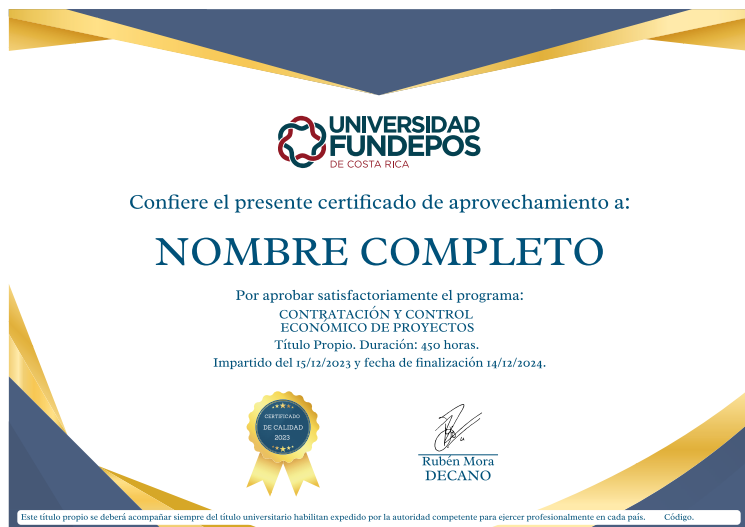 UNIVERSIDAD
FUNDEPOS
DE COSTA RICA
Confiere el presente certificado de aprovechamiento a:
NOMBRE COMPLETO
Por aprobar satisfactoriamente el programa:
CONTRATACIÓN Y CONTROL
ECONÓMICO DE PROYECTOS
Título Propio. Duración: 450 horas.
Impartido del 15/12/2023 y fecha de finalización 14/12/2024.
CERTIFICADO
DE CALIDAD
2023
Rubén Mora
DECANO
Este título propio se deberá acompañar siempre del título universitario habilitan expedido por la autoridad competente para ejercer profesionalmente en cada país. Código.